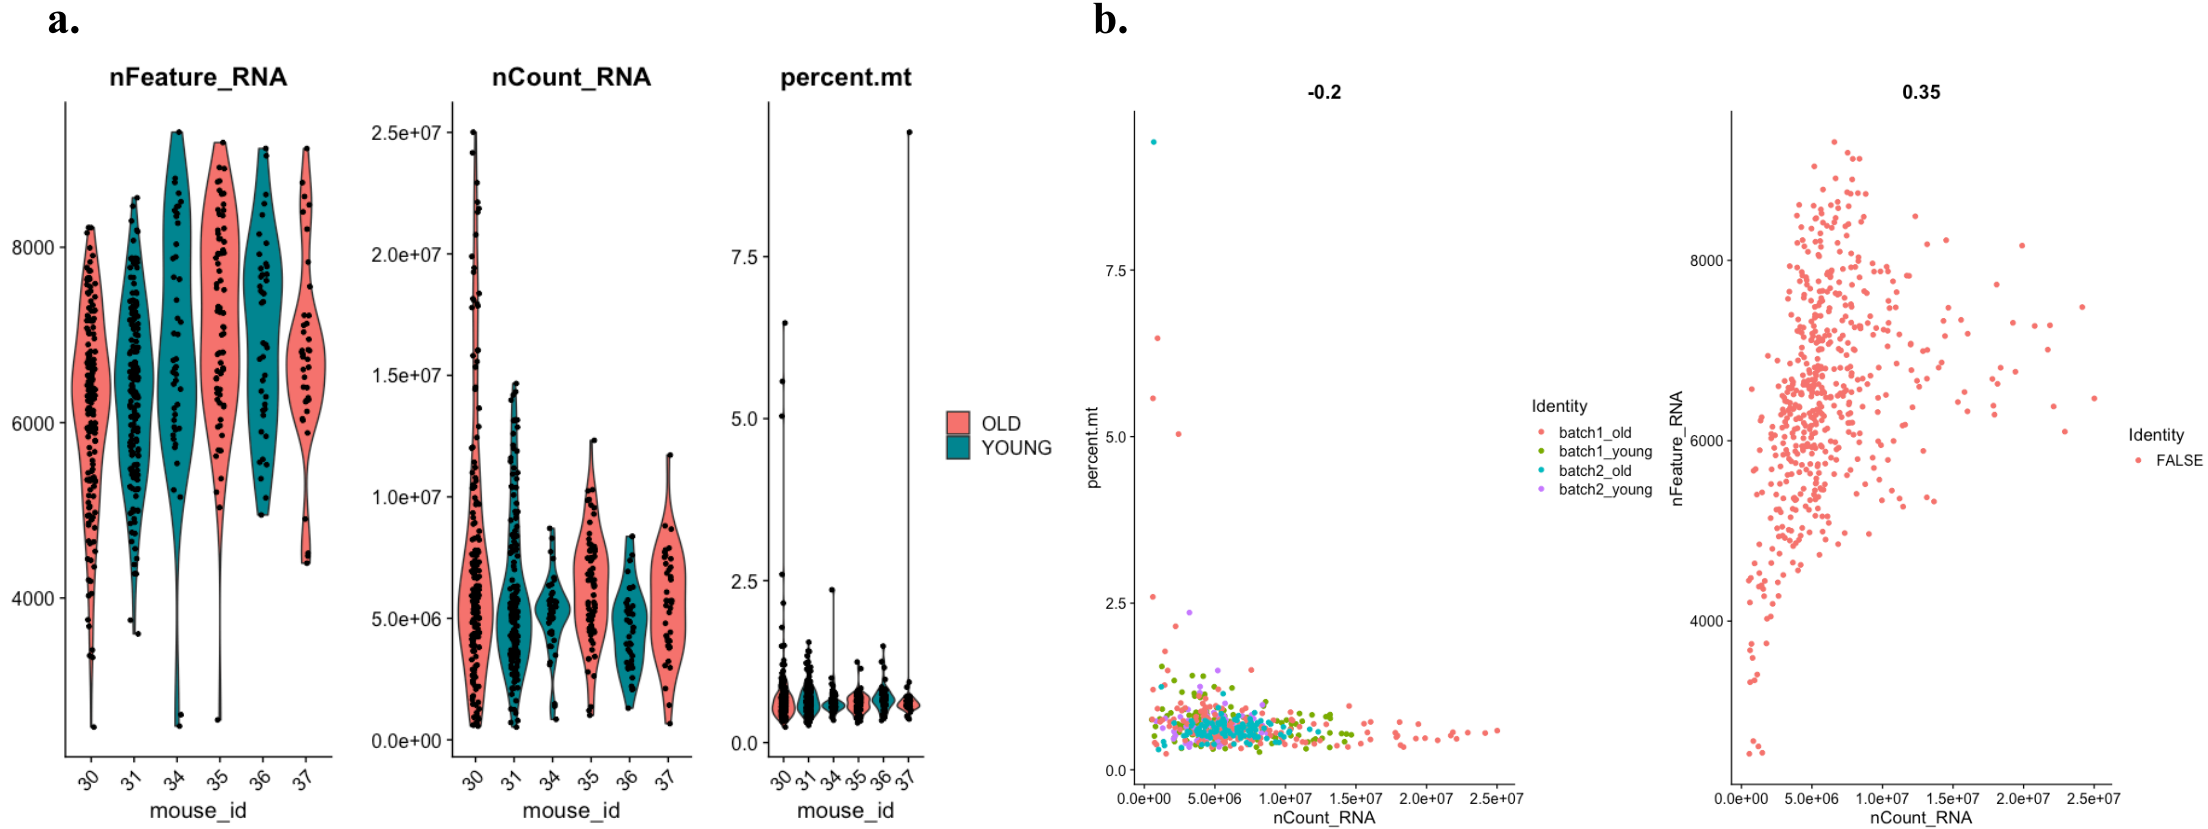 a.
nFeature_RNA
8000
6000
4000
30 31 34 35 36 37
mouse_id
nCount_RNA
2.5e+07
2.0e+07
1.5e+07
1.0e+07
5.0e+06
0.0e+00
30 31 34 35 36 37
mouse_id
percent.mt
7.5
5.0
2.5
0.0
30 31 34 35 36 37
mouse_id
OLD
YOUNG
b.
-0.2
percent.mt
7.5
5.0
2.5
0.0
0.0e+00 5.0e+06 1.0e+07 1.5e+07 2.0e+07 2.5e+07
nCount_RNA
Identity
batch1_old
batch1_young
batch2_old
batch2_young
0.35
nFeature_RNA
8000
6000
4000
0.0e+00 5.0e+06 1.0e+07 1.5e+07 2.0e+07 2.5e+07
nCount_RNA
Identity
FALSE